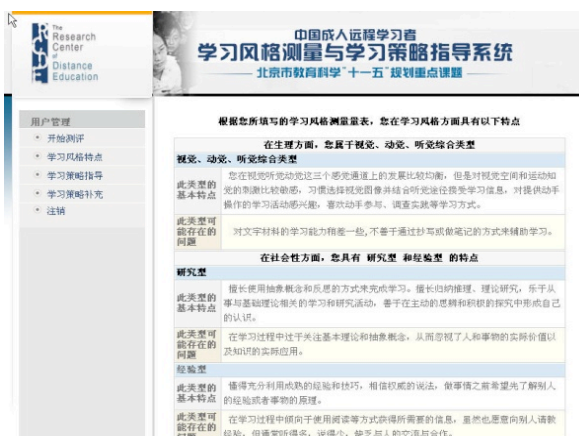 The
Research
Center
of
Distance
Education
RCDE
中国成人远程学习者
学习风格测量与学习策略指导系统
北京市教育科学"十一五"规划重点课题
用户管理
开始测评
学习风格特点
学习策略指导
学习策略补充
注销
根据您所填写的学习风格测量量表，您在学习风格方面具有以下特点
在生理方面，您属于视觉、动觉、听觉综合类型
视觉、动觉、听觉综合类型
此类型的
基本特点
您在视觉听觉动觉这三个感觉通道上的发展比较均衡，但是对视觉空间和运动知
觉的刺激比较敏感，习惯选择视觉图像并结合听觉途径接受学习信息，对提供动手
操作的学习活动感兴趣，喜欢动手参与、调查实践等学习方式。
此类型可
能存在的
问题
对文字材料的学习能力稍差一些,不善于通过抄写或做笔记的方式来辅助学习。
在社会性方面，您具有 研究型 和经验型 的特点
研究型
此类型的
基本特点
擅长使用抽象概念和反思的方式来完成学习。擅长归纳推理、理论研究，乐于从
事与基础理论相关的学习和研究活动，善于在主动的思辨和积极的探究中形成自己
的认识。
此类型可
能存在的
问题
在学习过程中过于关注基本理论和抽象概念，从而忽视了人和事物的实际价值以
及知识的实际应用。
经验型
此类型的
基本特点
懂得充分利用成熟的经验和技巧，相信权威的说法，做事情之前希望先了解别人
的经验或者事物的原理。
此类型可
能存在的
问题
在学习过程中倾向于使用阅读等方式获得所需要的信息，虽然也愿意向别人请教
经验，但通常听得多，说得少，缺乏与人的交流与合作。